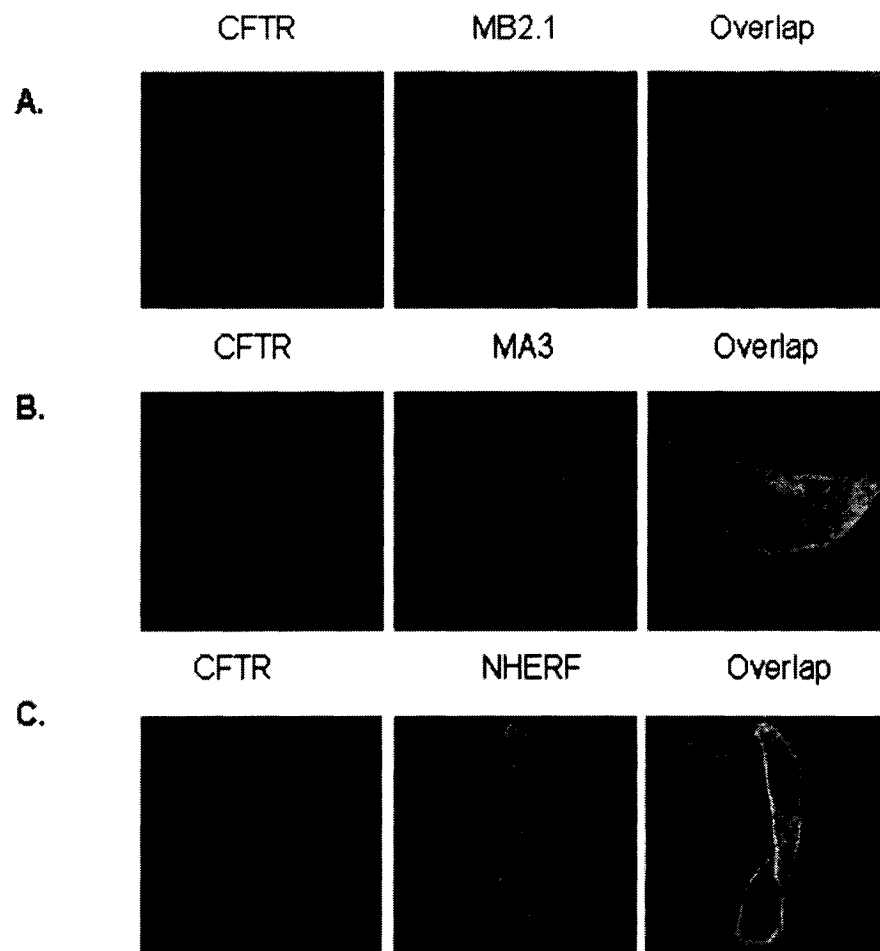 CFTR MB2.1 Overlap
A.
CFTR MA3 Overlap
B.
CFTR NHERF Overlap
C.